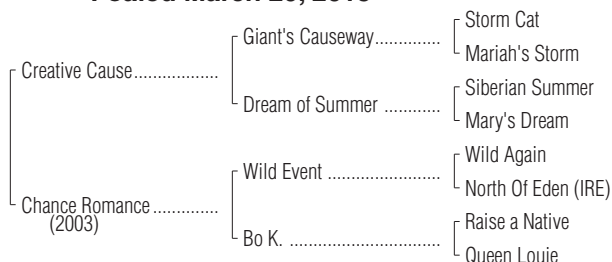 Foaled March
Storm Cat
Giant's Causeway..............
Mariah's Storm
Creative Cause..................
Siberian Summer
Dream of Summer ............
Mary's Dream
Wild Again
Wild Event ........................
North Of Eden (IRE)
Chance Romance..............
(2003)
Raise a Native
Bo K. ................................
Queen Louie